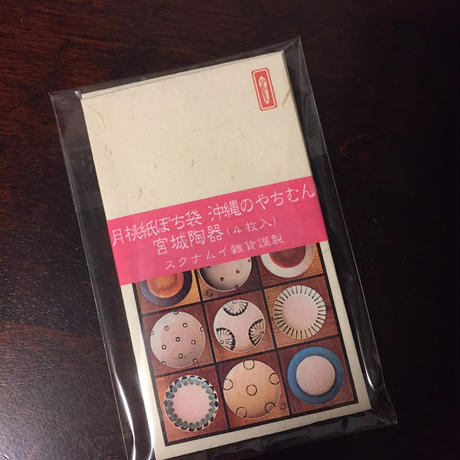 月桃紙ぽち袋 沖縄のやちむん
宮城陶器(4枚入)
スクナムイ雑貨謹製